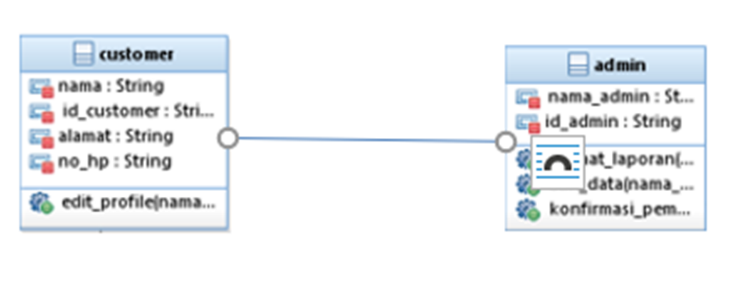 customer
nama : String
id_customer : Stri...
alamat : String
no_hp : String
edit_profile(nama...
admin
nama_admin : St...
id_admin : String
at_laporan(...
_data(nama_...
konfirmasi_pem...